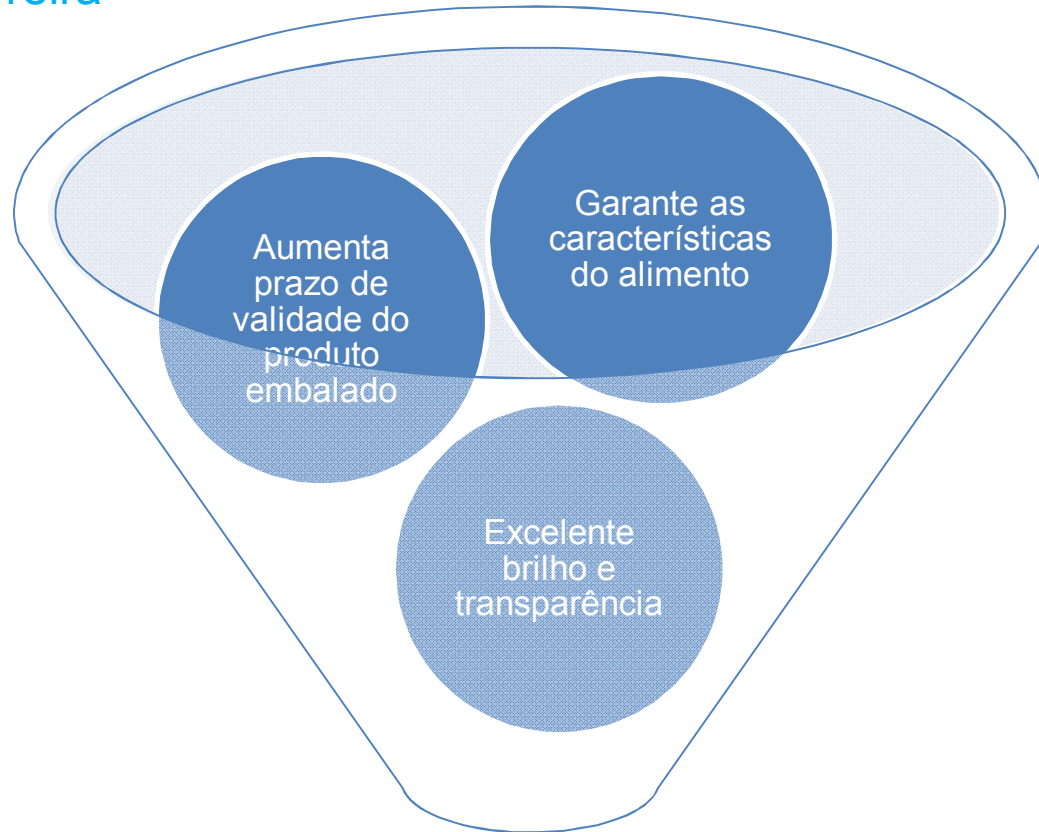 Aumenta
prazo de
validade do
produto
embalado
Garante as
características
do alimento
Excelente
brilho e
transparência